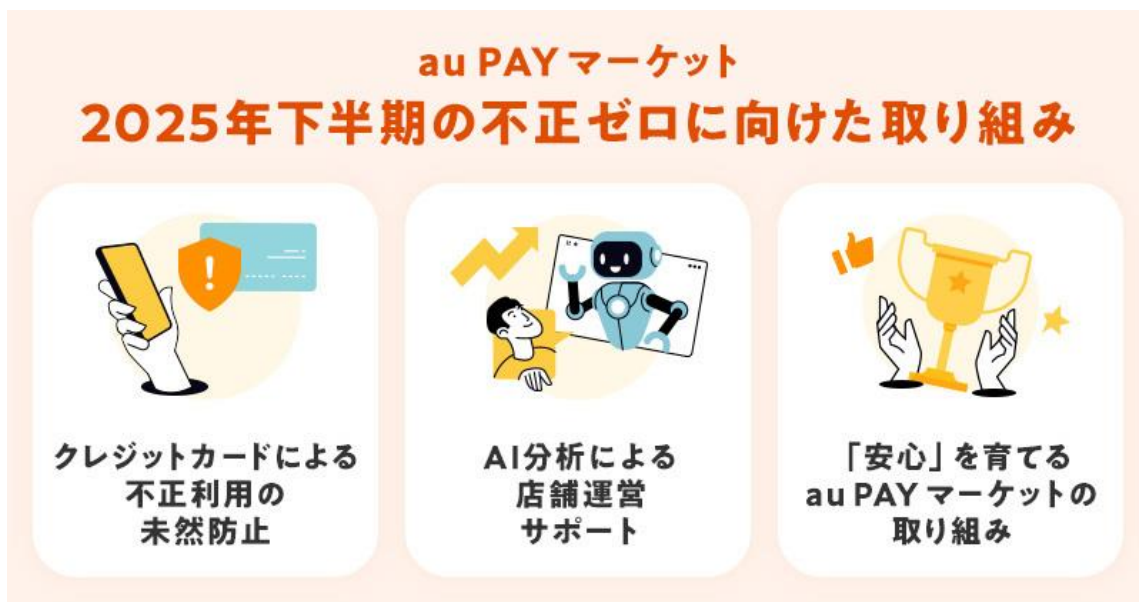 au PAY マーケット
2025年下半期の不正ゼロに向けた取り組み
クレジットカードによる
不正利用の
未然防止
AI分析による
店舗運営
サポート
「安心」を育てる
au PAY マーケットの
取り組み